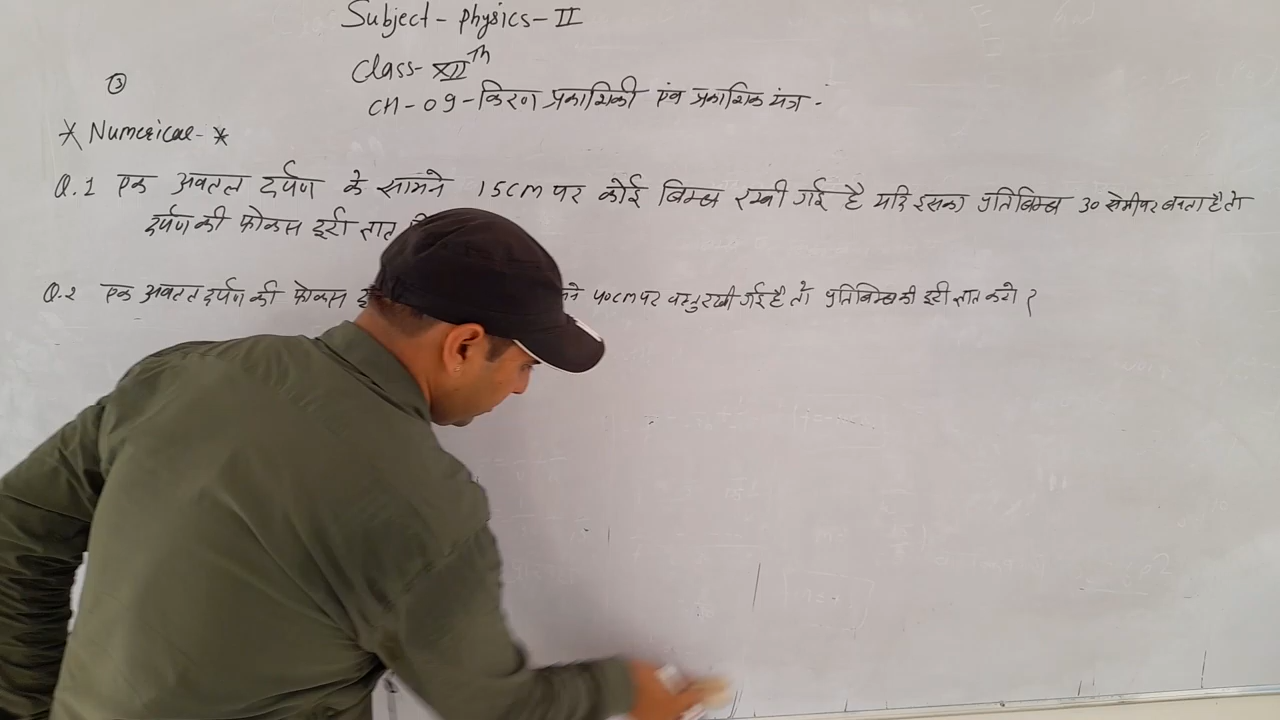 Subject - Physics - II
Class - XII Th
③
CH - 09 - किरण प्रकाशिकी एंव प्रकाशिक यंत्र .
* Numerical - *
Q.1 एक अवतल दर्पण के सामने 15cm पर कोई बिम्ब रखी गई है यदि इसका प्रतिबिम्ब 30 सेमी पर बनता है तो
दर्पण की फोकस दूरी ज्ञात
Q.2 एक अवतल दर्पण की फोकस 40cm पर वस्तु रखी गई है तो प्रतिबिम्ब की दूरी ज्ञात करो ?